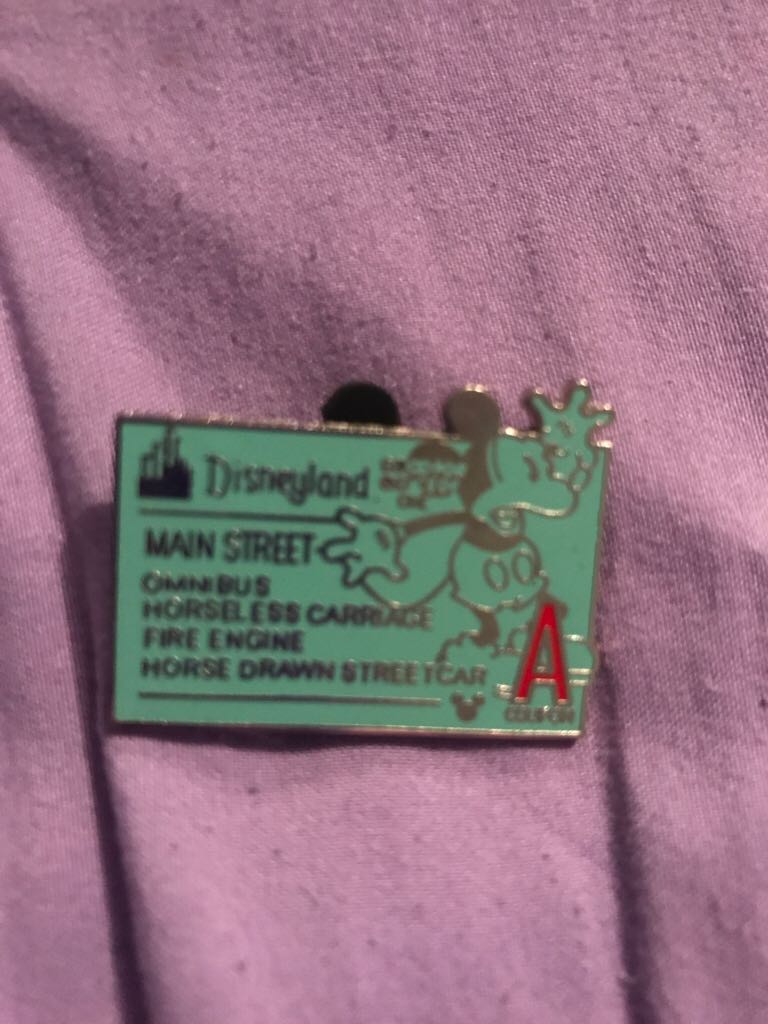 Disneyland
MAIN STREET
OMNIBUS
HORSELESS CARRIAGE
FIRE ENGINE
HORSE DRAWN STREETCAR
A
COUPON